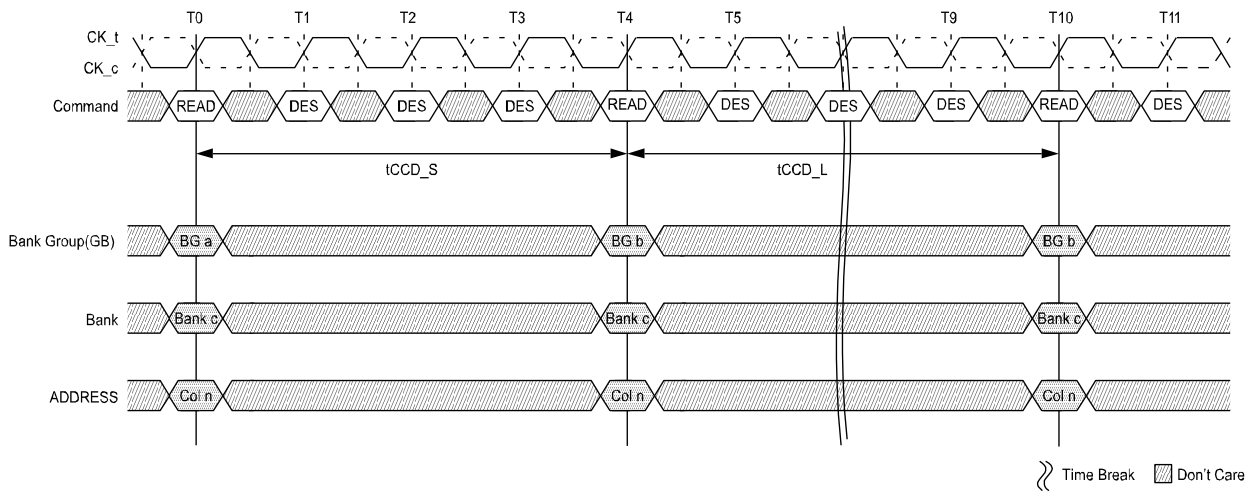 T0 T1 T2 T3 T4 T5 T9 T10 T11
CK_t
CK_c
Command READ DES DES DES READ DES DES DES READ DES
tCCD_S tCCD_L
Bank Group(GB) BG a BG b BG b
Bank Bank c Bank c Bank c
ADDRESS Col n Col n Col n
Time Break Don't Care